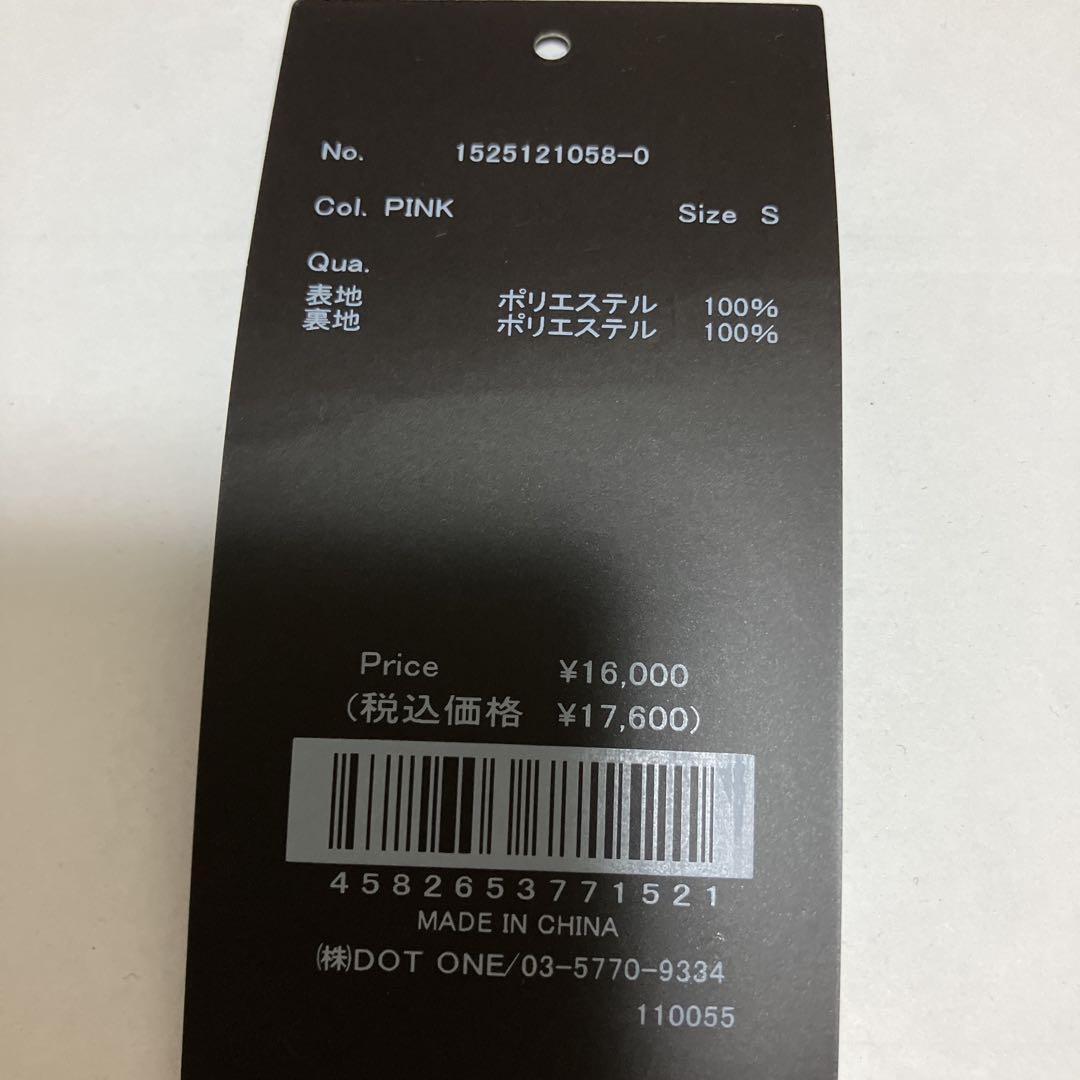 No. 1525121058-0
Col. PINK Size S
Qua.
表地 ポリエステル 100%
裏地 ポリエステル 100%
Price ¥16,000
(税込価格 ¥17,600)
4582653771521
MADE IN CHINA
㈱DOT ONE/03-5770-9334
110055